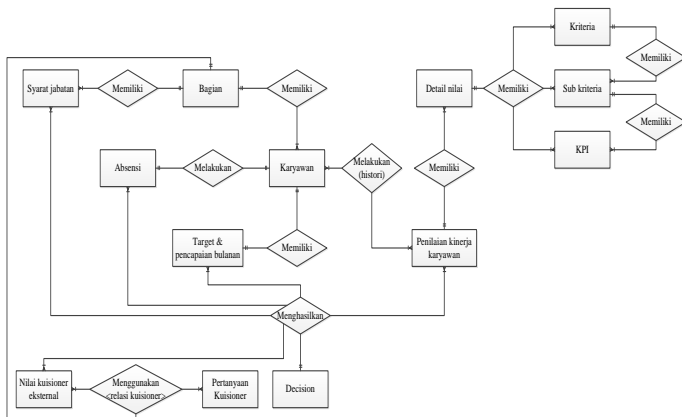 Kriteria
Memiliki
Syarat jabatan
Memiliki
Bagian
Memiliki
Detail nilai
Memiliki
Sub kriteria
Memiliki
Absensi
Melakukan
Karyawan
Melakukan
(histori)
Memiliki
KPI
Target &
pencapaian bulanan
Memiliki
Penilaian kinerja
karyawan
Menghasilkan
Nilai kuisioner
eksternal
Menggunakan
<relasi kuisioner>
Pertanyaan
Kuisioner
Decision